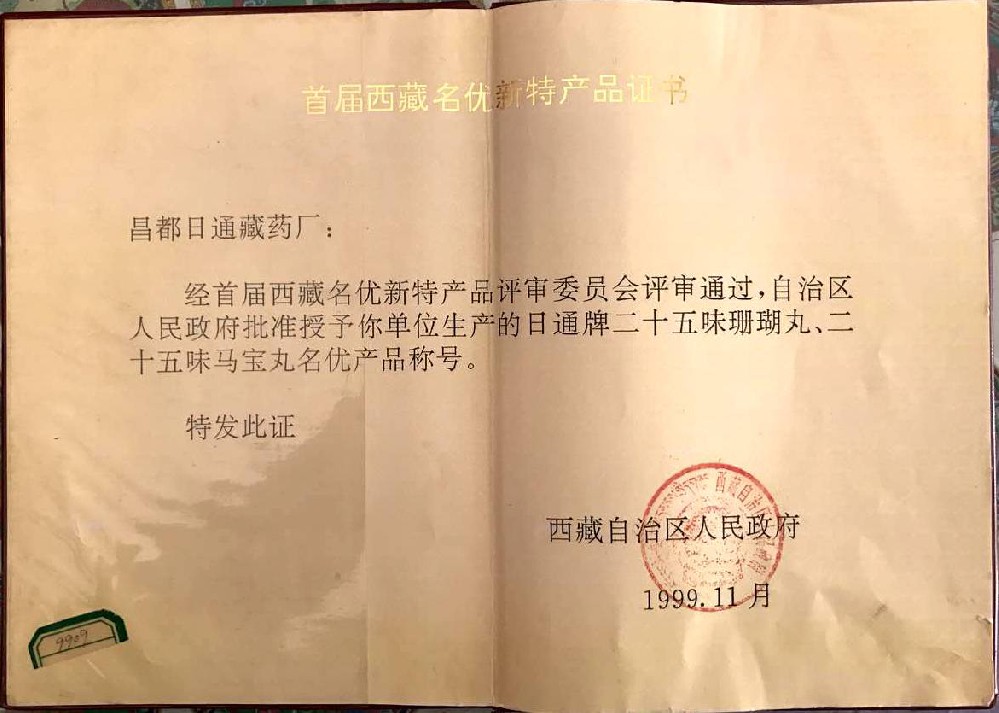 首届西藏名优新特产品证书
昌都日通藏药厂：
经首届西藏名优新特产品评审委员会评审通过，自治区
人民政府批准授予你单位生产的日通牌二十五味珊瑚丸、二
十五味马宝丸名优产品称号。
特发此证
西藏自治区人民政府
1999.11月
9909